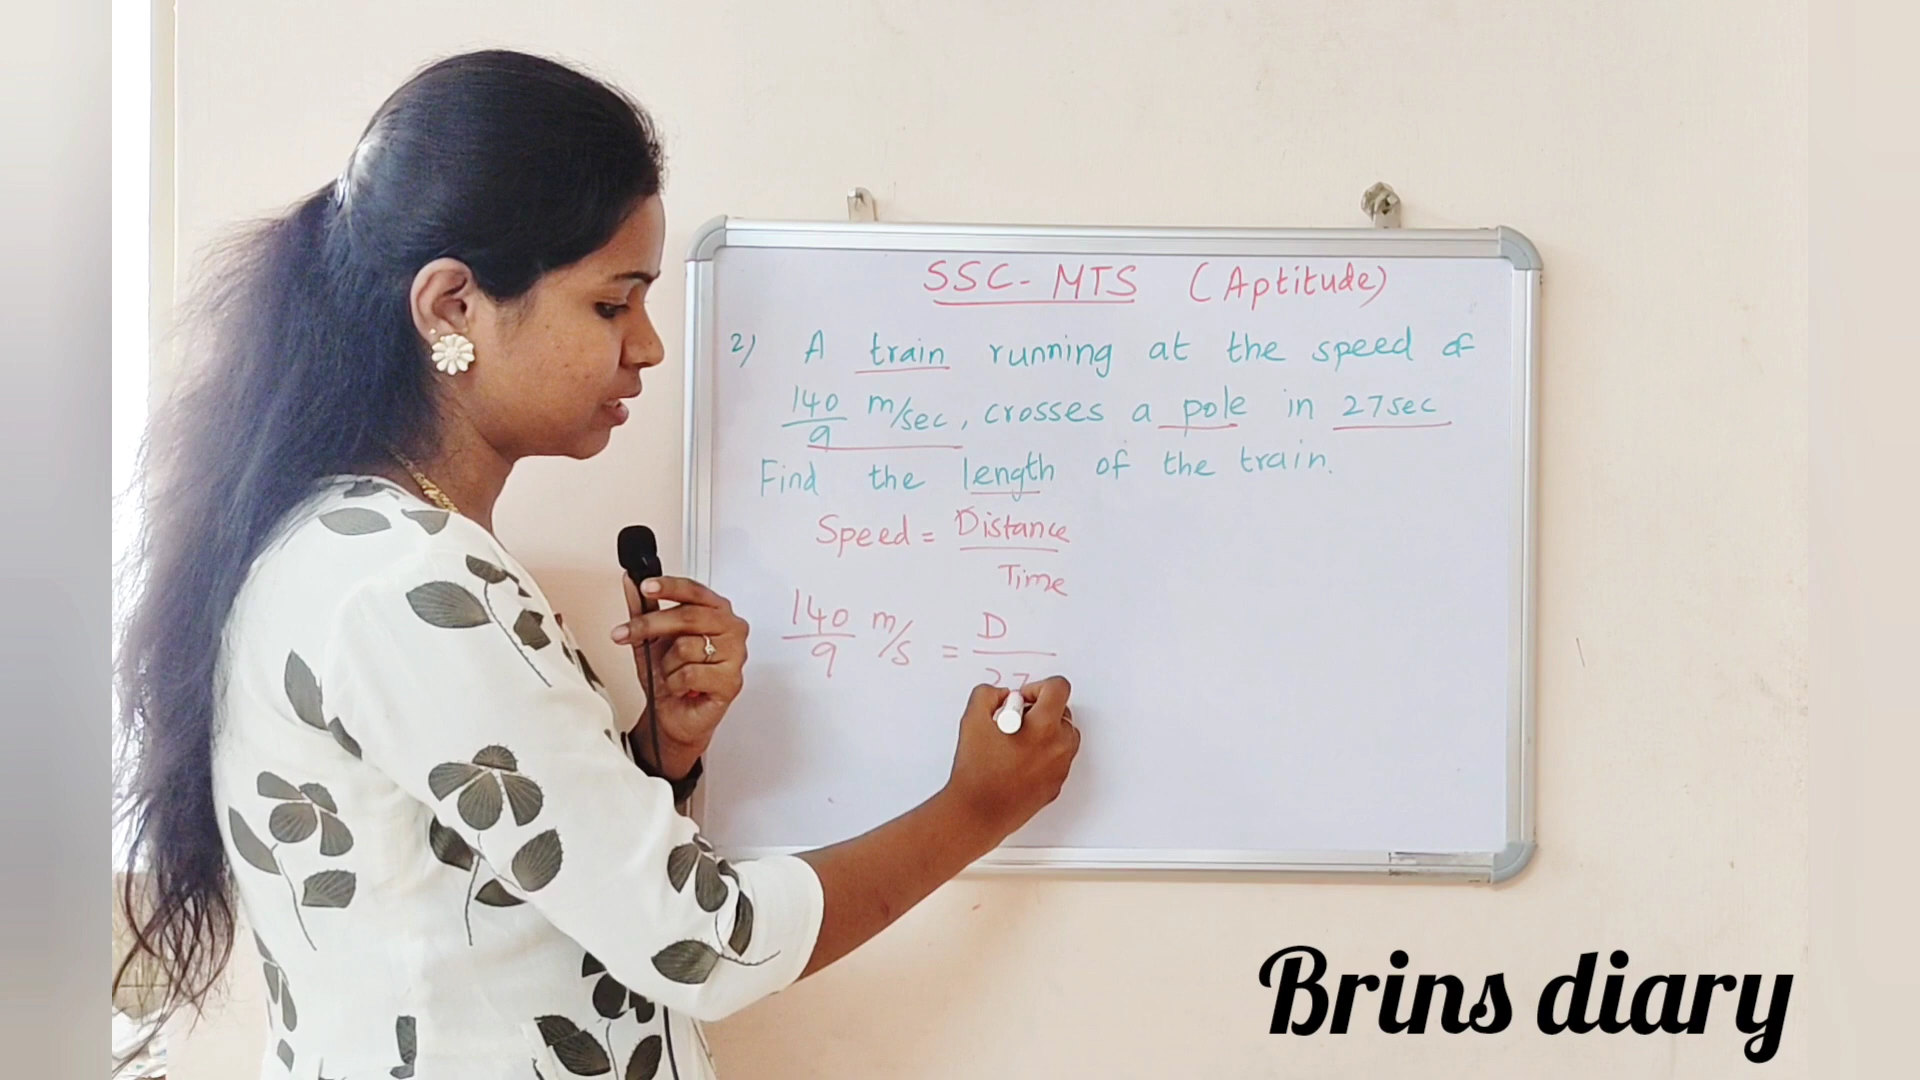 SSC-MTS (Aptitude)
2) A train running at the speed of
140/9 m/sec, crosses a pole in 27sec
Find the length of the train.
Speed = Distance/Time
140/9 m/s = D/27
Brins diary